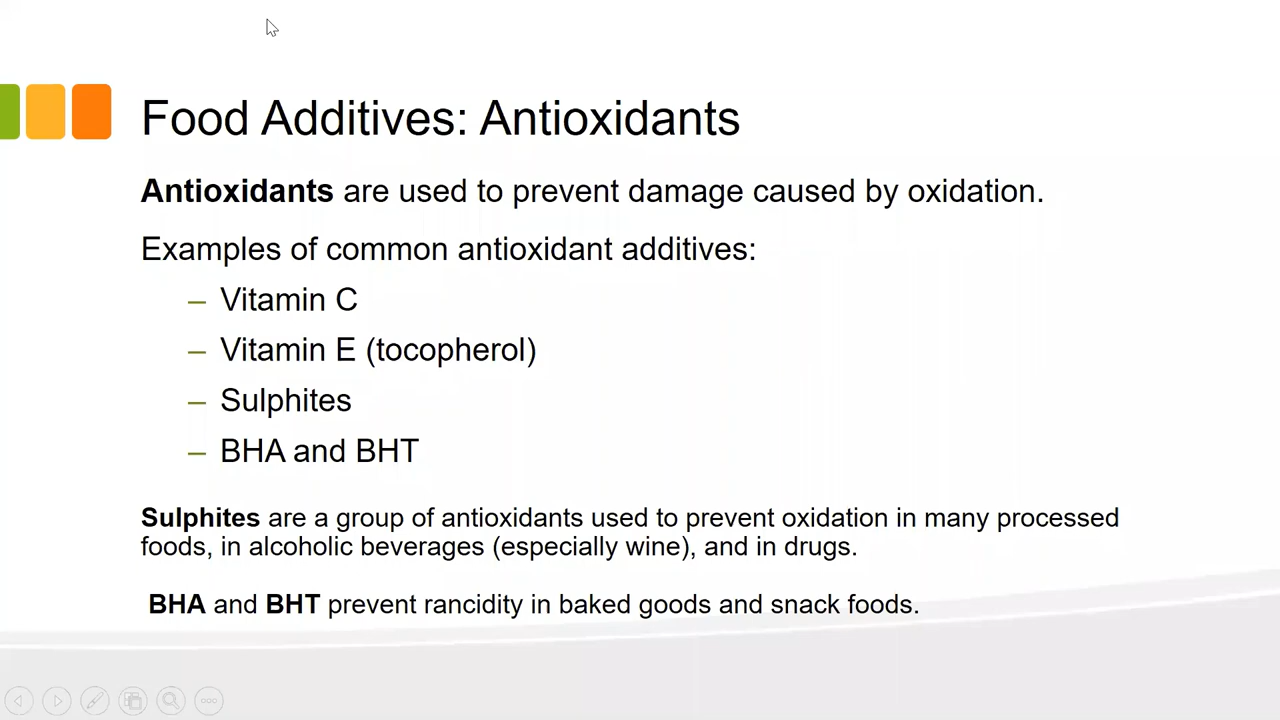 Food Additives: Antioxidants
Antioxidants are used to prevent damage caused by oxidation.
Examples of common antioxidant additives:
– Vitamin C
– Vitamin E (tocopherol)
– Sulphites
– BHA and BHT
Sulphites are a group of antioxidants used to prevent oxidation in many processed
foods, in alcoholic beverages (especially wine), and in drugs.
BHA and BHT prevent rancidity in baked goods and snack foods.